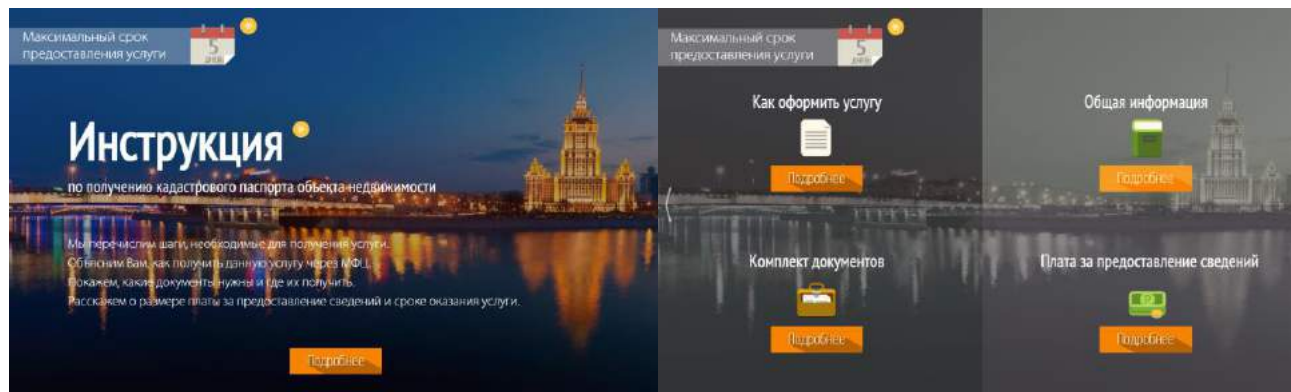 Максимальный срок
предоставления услуги
5
дней
Инструкция
по получению кадастрового паспорта объекта недвижимости
Мы перечислим шаги, необходимые для получения услуги.
Объясним Вам, как получить данную услугу через МФЦ.
Покажем, какие документы нужны и где их получить.
Расскажем о размере платы за предоставление сведений и сроке оказания услуги.
Подробнее
Максимальный срок
предоставления услуги
5
дней
Как оформить услугу
Подробнее
Общая информация
Подробнее
Комплект документов
Подробнее
Плата за предоставление сведений
Подробнее